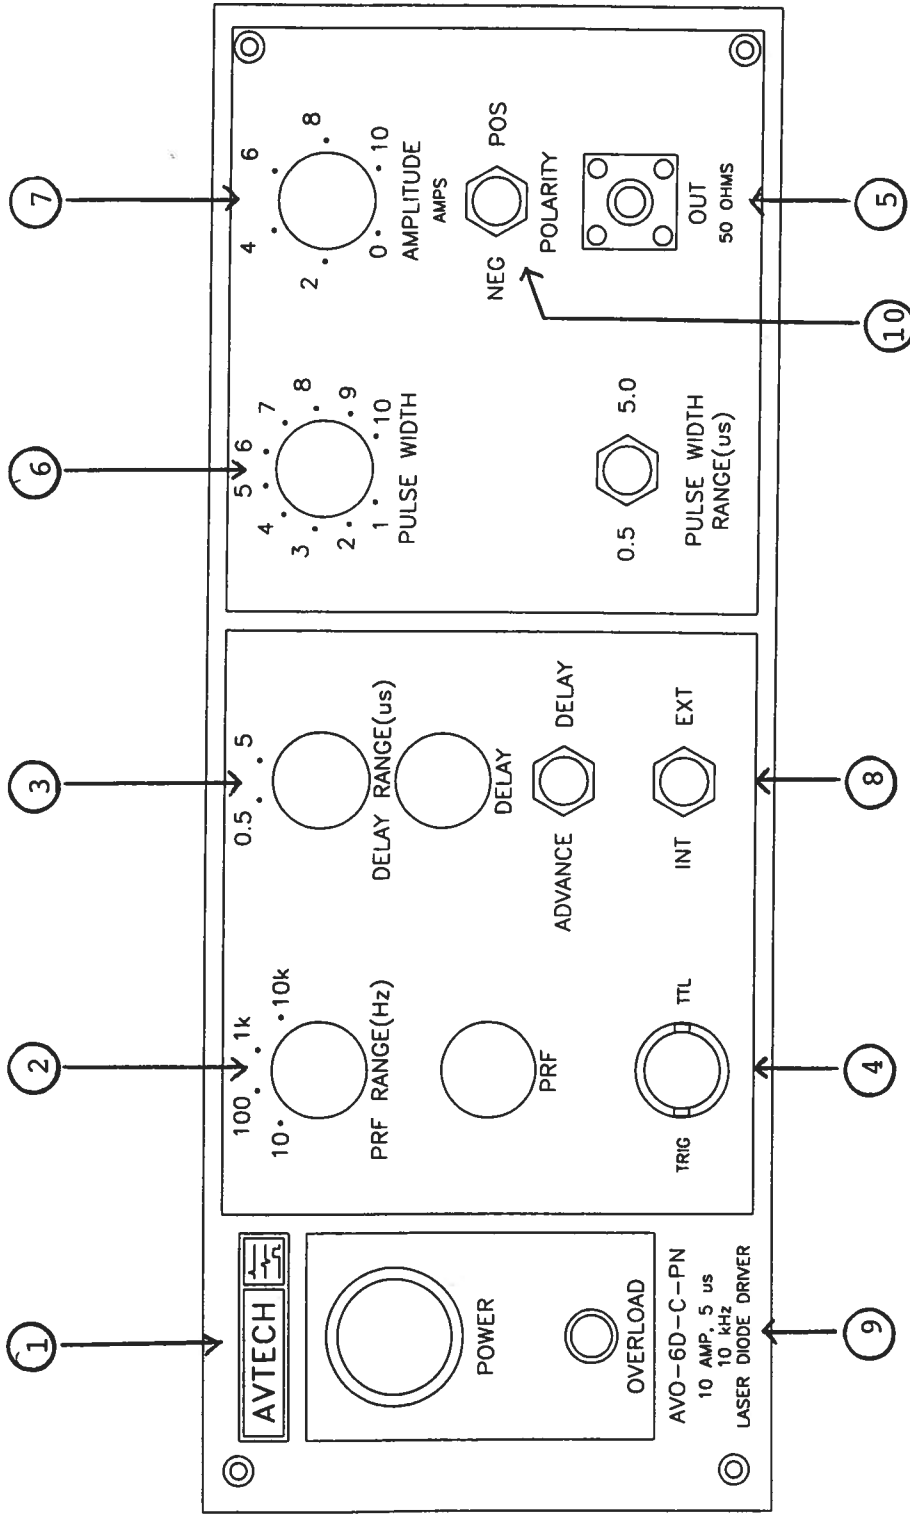 1
2
3
6
7
AVTECH
POWER
OVERLOAD
AVO-6D-C-PN
10 AMP, 5 us
10 kHz
LASER DIODE DRIVER
10
100
1k
10k
PRF RANGE(Hz)
PRF
TRIG
TTL
0.5
5
DELAY RANGE(us)
DELAY
ADVANCE
DELAY
INT
EXT
1
2
3
4
5
6
7
8
9
10
PULSE WIDTH
0.5
5.0
PULSE WIDTH
RANGE(us)
0
2
4
6
8
10
AMPLITUDE
AMPS
NEG
POS
POLARITY
OUT
50 OHMS
9
4
8
10
5